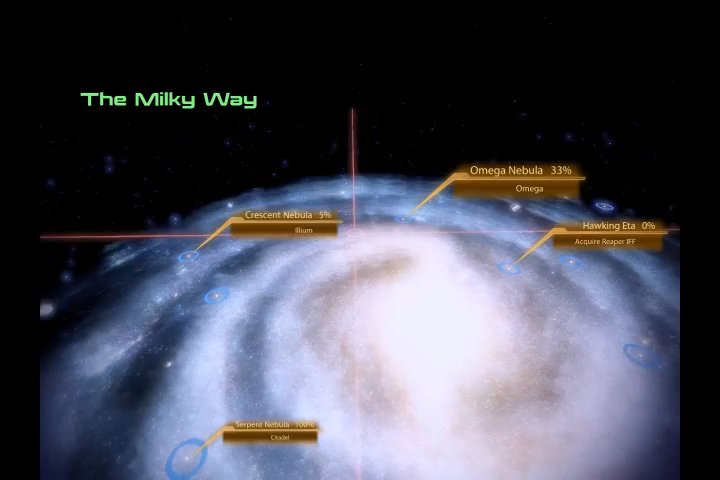 The Milky Way
Omega Nebula 33%
Omega
Crescent Nebula 5%
Illium
Hawking Eta 0%
Acquire Reaper IFF
Serpent Nebula 100%
Citadel